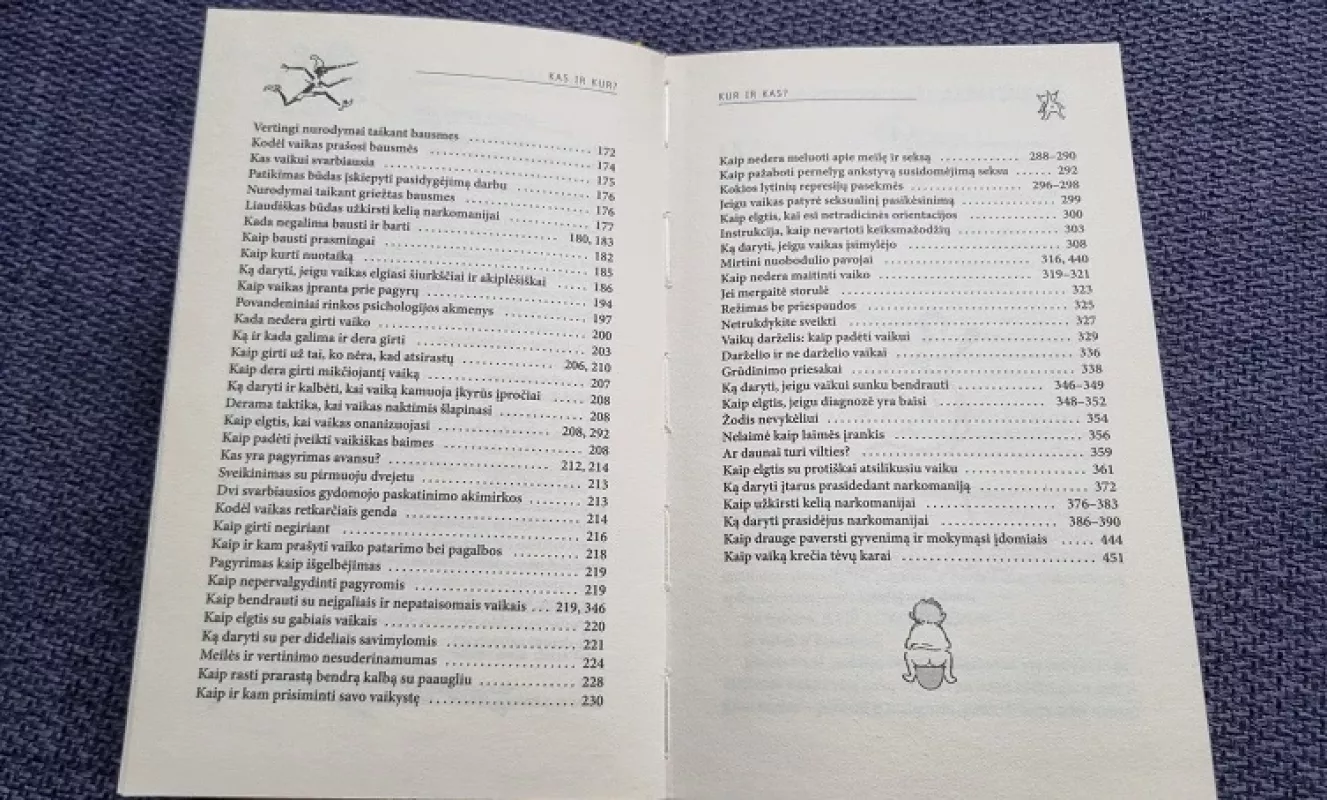 KAS IR KUR?
Vertingi nurodymai taikant bausmes ........ 172
Kodėl vaikas prašosi bausmės ........ 174
Kas vaikui svarbiausia ........ 175
Patikimas būdas įskiepyti pasidygėjimą darbu ........ 176
Nurodymai taikant griežtas bausmes ........ 176
Liaudiškas būdas užkirsti kelią narkomanijai ........ 177
Kada negalima bausti ir barti ........ 180, 183
Kaip bausti prasmingai ........ 182
Kaip kurti nuotaiką ........ 185
Ką daryti, jeigu vaikas elgiasi šiurkščiai ir akiplėšiškai ..... 186
Kaip vaikas įpranta prie pagyrų ........ 194
Povandeniniai rinkos psichologijos akmenys ........ 197
Kada nedera girti vaiko ........ 200
Ką ir kada galima ir dera girti ........ 203
Kaip girti už tai, ko nėra, kad atsirastų ........ 206, 210
Kaip dera girti mikčiojantį vaiką ........ 207
Ką daryti ir kalbėti, kai vaiką kamuoja įkyrūs įpročiai ...... 208
Derama taktika, kai vaikas naktimis šlapinasi ........ 208
Kaip elgtis, kai vaikas onanizuojasi ........ 208, 292
Kaip padėti įveikti vaikiškas baimes ........ 208
Kas yra pagyrimas avansu? ........ 212, 214
Sveikinimas su pirmuoju dvejetu ........ 213
Dvi svarbiausios gydomojo paskatinimo akimirkos ........ 213
Kodėl vaikas retkarčiais genda ........ 214
Kaip girti negiriant ........ 216
Kaip ir kam prašyti vaiko patarimo bei pagalbos ........ 218
Pagyrimas kaip išgelbėjimas ........ 219
Kaip nepervalgydinti pagyromis ........ 219
Kaip bendrauti su neįgaliais ir nepataisomais vaikais ... 219, 346
Kaip elgtis su gabiais vaikais ........ 220
Ką daryti su per dideliais savimylomis ........ 221
Meilės ir vertinimo nesuderinamumas ........ 224
Kaip rasti prarastą bendrą kalbą su paaugliu ........ 228
Kaip ir kam prisiminti savo vaikystę ........ 230
KUR IR KAS?
Kaip nedera meluoti apie meilę ir seksą ........ 288–290
Kaip pažaboti pernelyg ankstyvą susidomėjimą seksu ...... 292
Kokios lytinių represijų pasekmės ........ 296–298
Jeigu vaikas patyrė seksualinį pasikėsinimą ........ 299
Kaip elgtis, kai esi netradicinės orientacijos ........ 300
Instrukcija, kaip nevartoti keiksmažodžių ........ 303
Ką daryti, jeigu vaikas įsimylėjo ........ 308
Mirtini nuobodulio pavojai ........ 316, 440
Kaip nedera maitinti vaiko ........ 319–321
Jei mergaitė storulė ........ 323
Režimas be priespaudos ........ 325
Netrukdykite sveikti ........ 327
Vaikų darželis: kaip padėti vaikui ........ 329
Darželio ir ne darželio vaikai ........ 336
Grūdinimo priesakai ........ 338
Ką daryti, jeigu vaikui sunku bendrauti ........ 346–349
Kaip elgtis, jeigu diagnozė yra baisi ........ 348–352
Žodis nevykėliui ........ 354
Nelaimė kaip laimės įrankis ........ 356
Ar daunai turi vilties? ........ 359
Kaip elgtis su protiškai atsilikusiu vaiku ........ 361
Ką daryti įtarus prasidedant narkomaniją ........ 372
Kaip užkirsti kelią narkomanijai ........ 376–383
Ką daryti prasidėjus narkomanijai ........ 386–390
Kaip drauge paversti gyvenimą ir mokymąsi įdomiais ..... 444
Kaip vaiką krečia tėvų karai ........ 451